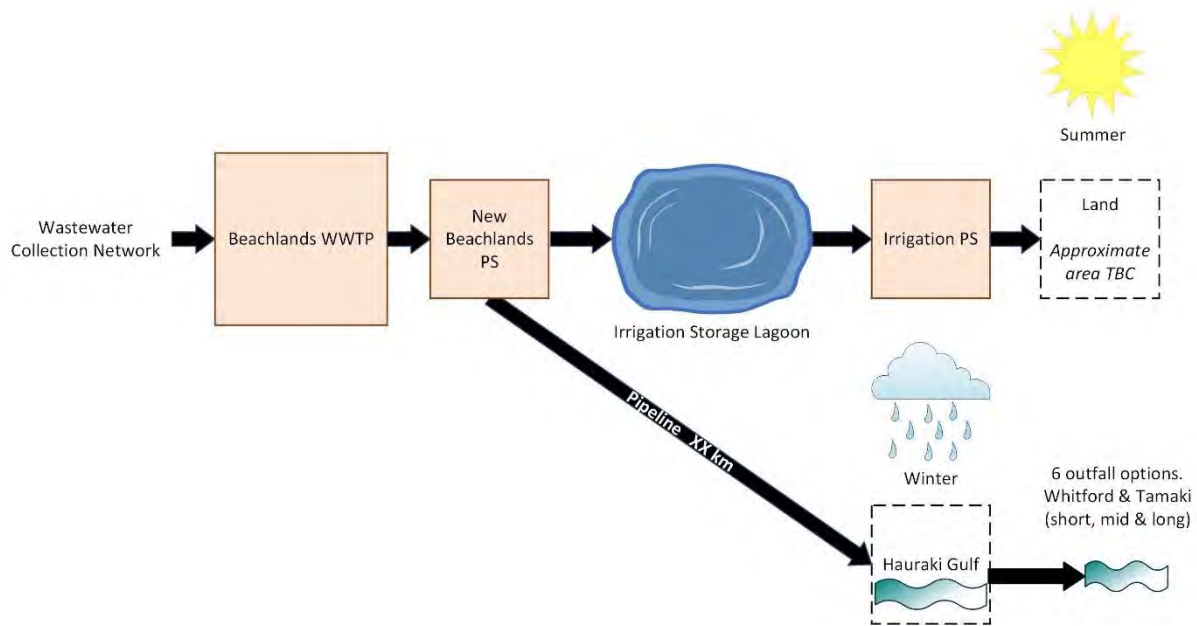 Summer
Wastewater
Collection Network
Beachlands WWTP
New
Beachlands
PS
Irrigation Storage Lagoon
Irrigation PS
Land
Approximate
area TBC
Pipeline XX km
Winter
Hauraki Gulf
6 outfall options.
Whitford & Tamaki
(short, mid & long)